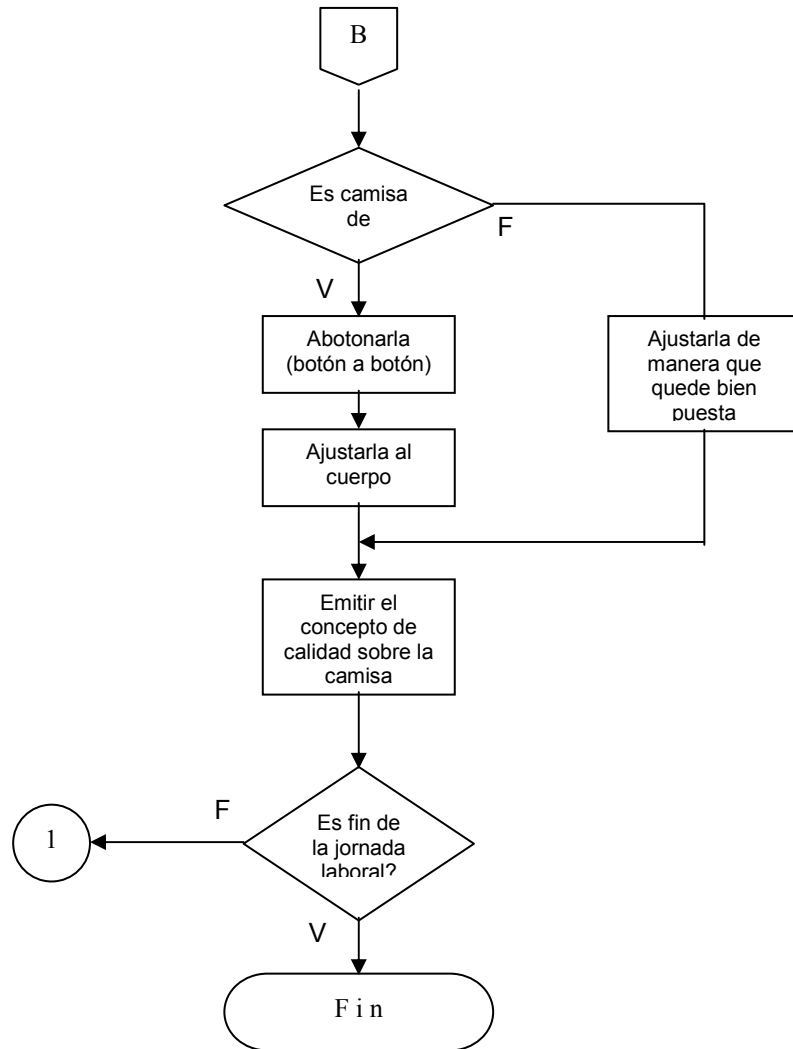 B
Es camisa
de
F
V
Abotonarla
(botón a botón)
Ajustarla de
manera que
quede bien
puesta
Ajustarla al
cuerpo
Emitir el
concepto de
calidad sobre la
camisa
F
1
Es fin de
la jornada
laboral?
V
F i n